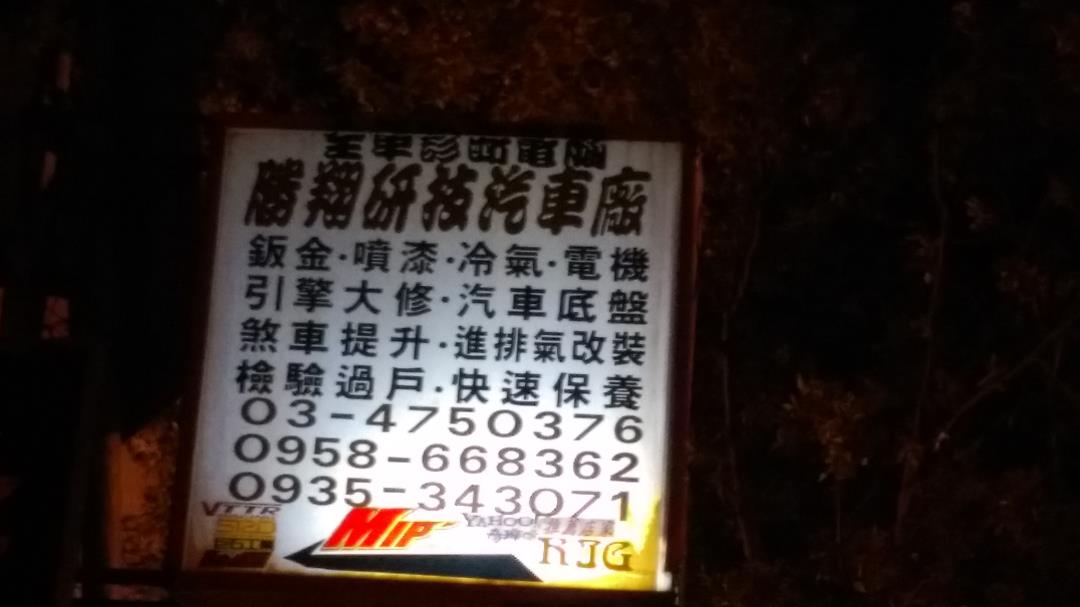 全車診斷電腦
勝翔研技汽車廠
鈑金·噴漆·冷氣·電機
引擎大修·汽車底盤
煞車提升·進排氣改裝
檢驗過戶·快速保養
03-4750376
0958-668362
0935-343071
VTTR
MIP
YAHOO!
KJG